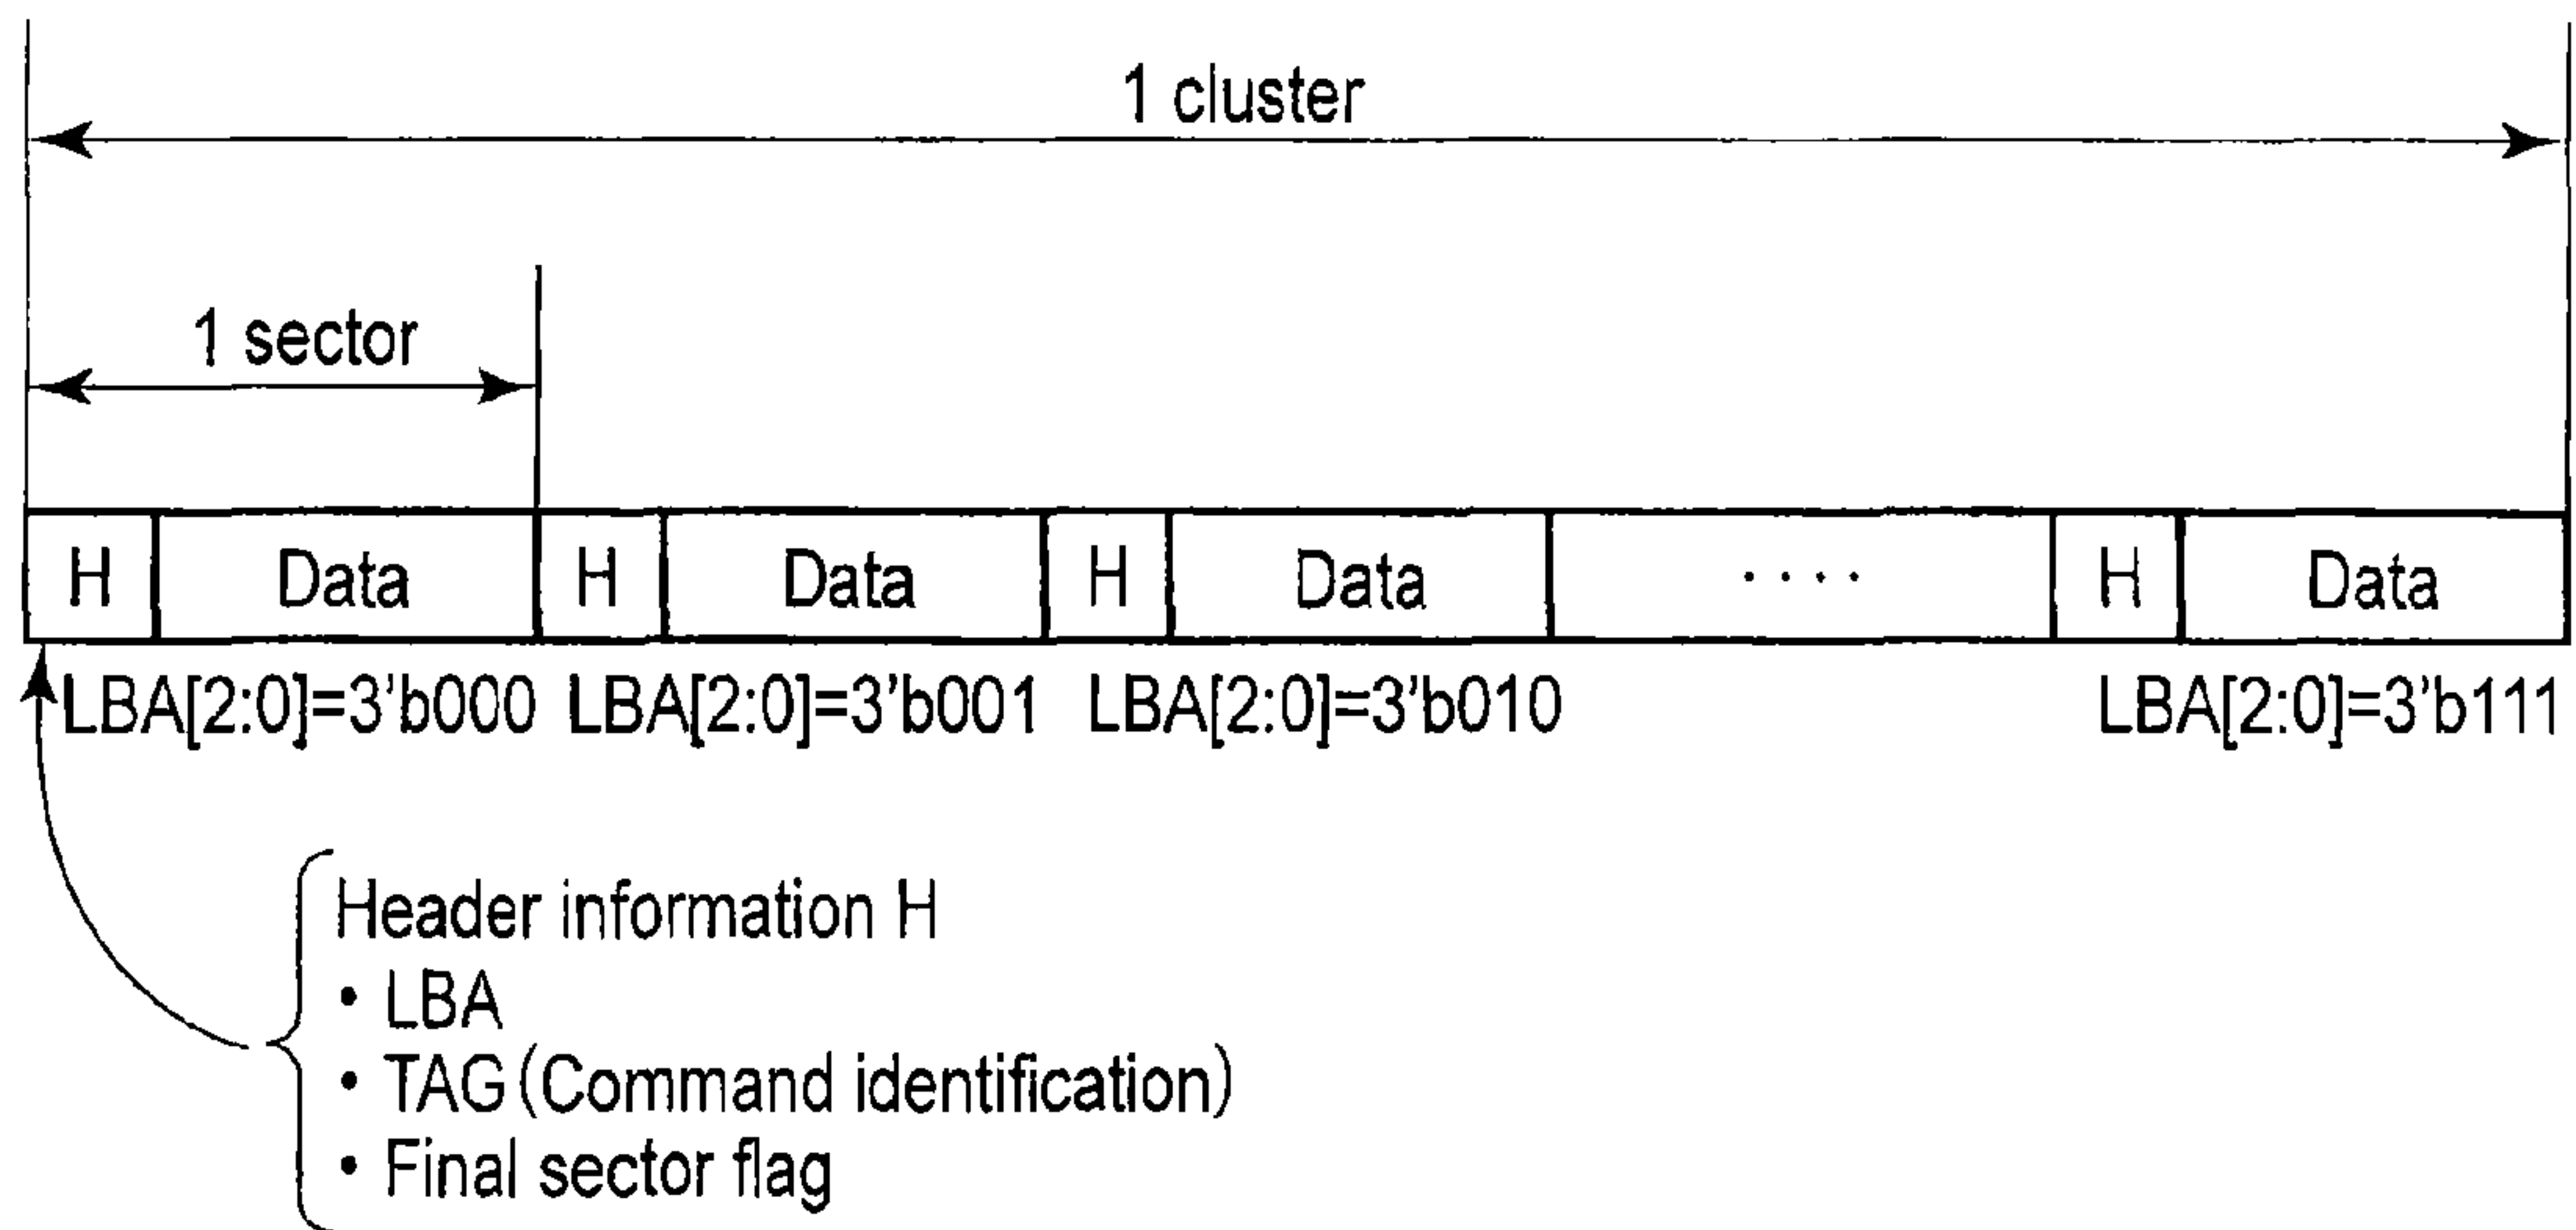 1 cluster
1 sector
H Data H Data H Data ···· H Data
LBA[2:0]=3'b000 LBA[2:0]=3'b001 LBA[2:0]=3'b010 LBA[2:0]=3'b111
Header information H
• LBA
• TAG(Command identification)
• Final sector flag